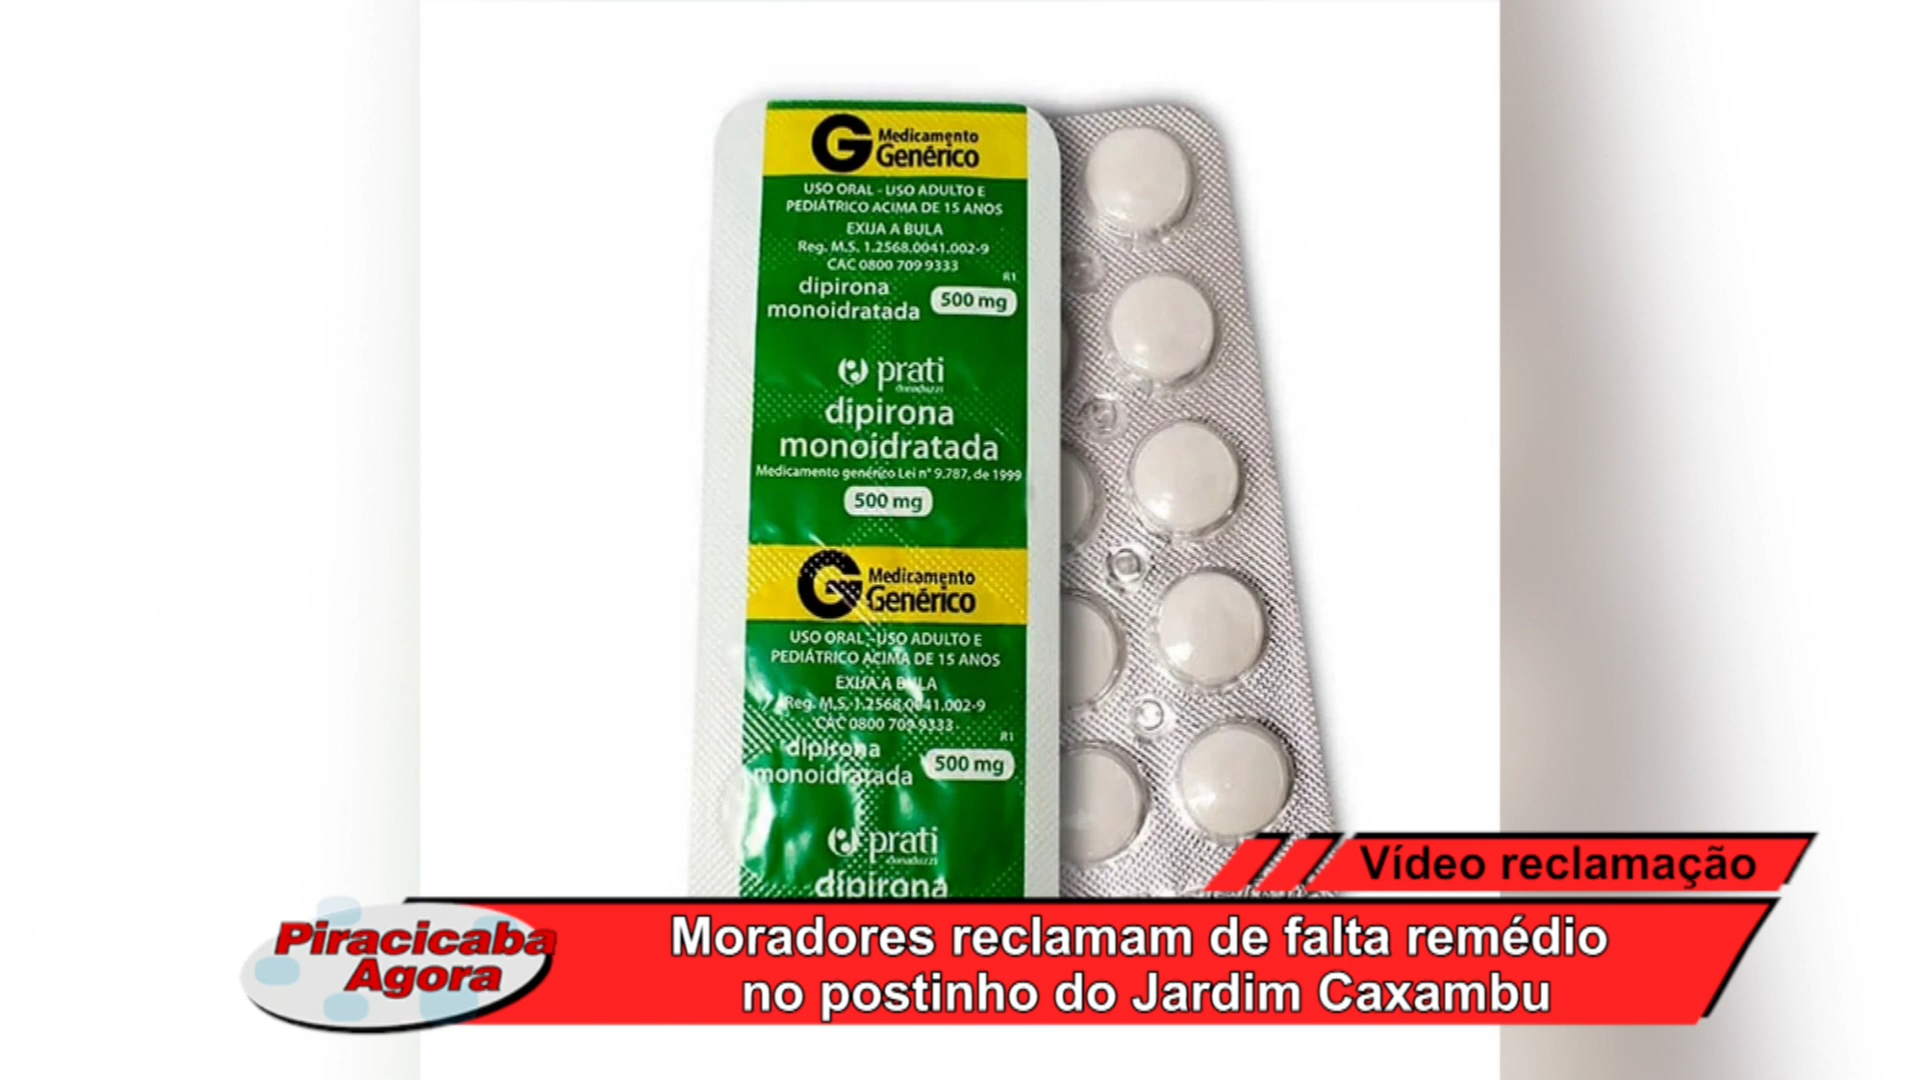 G Medicamento
Genérico
USO ORAL - USO ADULTO E
PEDIÁTRICO ACIMA DE 15 ANOS
EXIJA A BULA
Reg. M.S. 1.2568.0041.002-9
CAC 0800 709 9333
R1
dipirona
monoidratada
500 mg
prati
donaduzzi
dipirona
monoidratada
Medicamento genérico Lei n° 9.787, de 1999
500 mg
G Medicamento
Genérico
USO ORAL - USO ADULTO E
PEDIÁTRICO ACIMA DE 15 ANOS
EXIJA A BULA
Reg. M.S. 1.2568.0041.002-9
CAC 0800 709 9333
R1
dipirona
monoidratada
500 mg
prati
donaduzzi
dipirona
Vídeo reclamação
Piracicaba
Agora
Moradores reclamam de falta remédio
no postinho do Jardim Caxambu